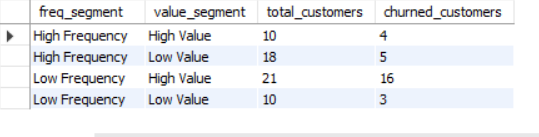 freq_segment value_segment total_customers churned_customers
High Frequency High Value 10 4
High Frequency Low Value 18 5
Low Frequency High Value 21 16
Low Frequency Low Value 10 3